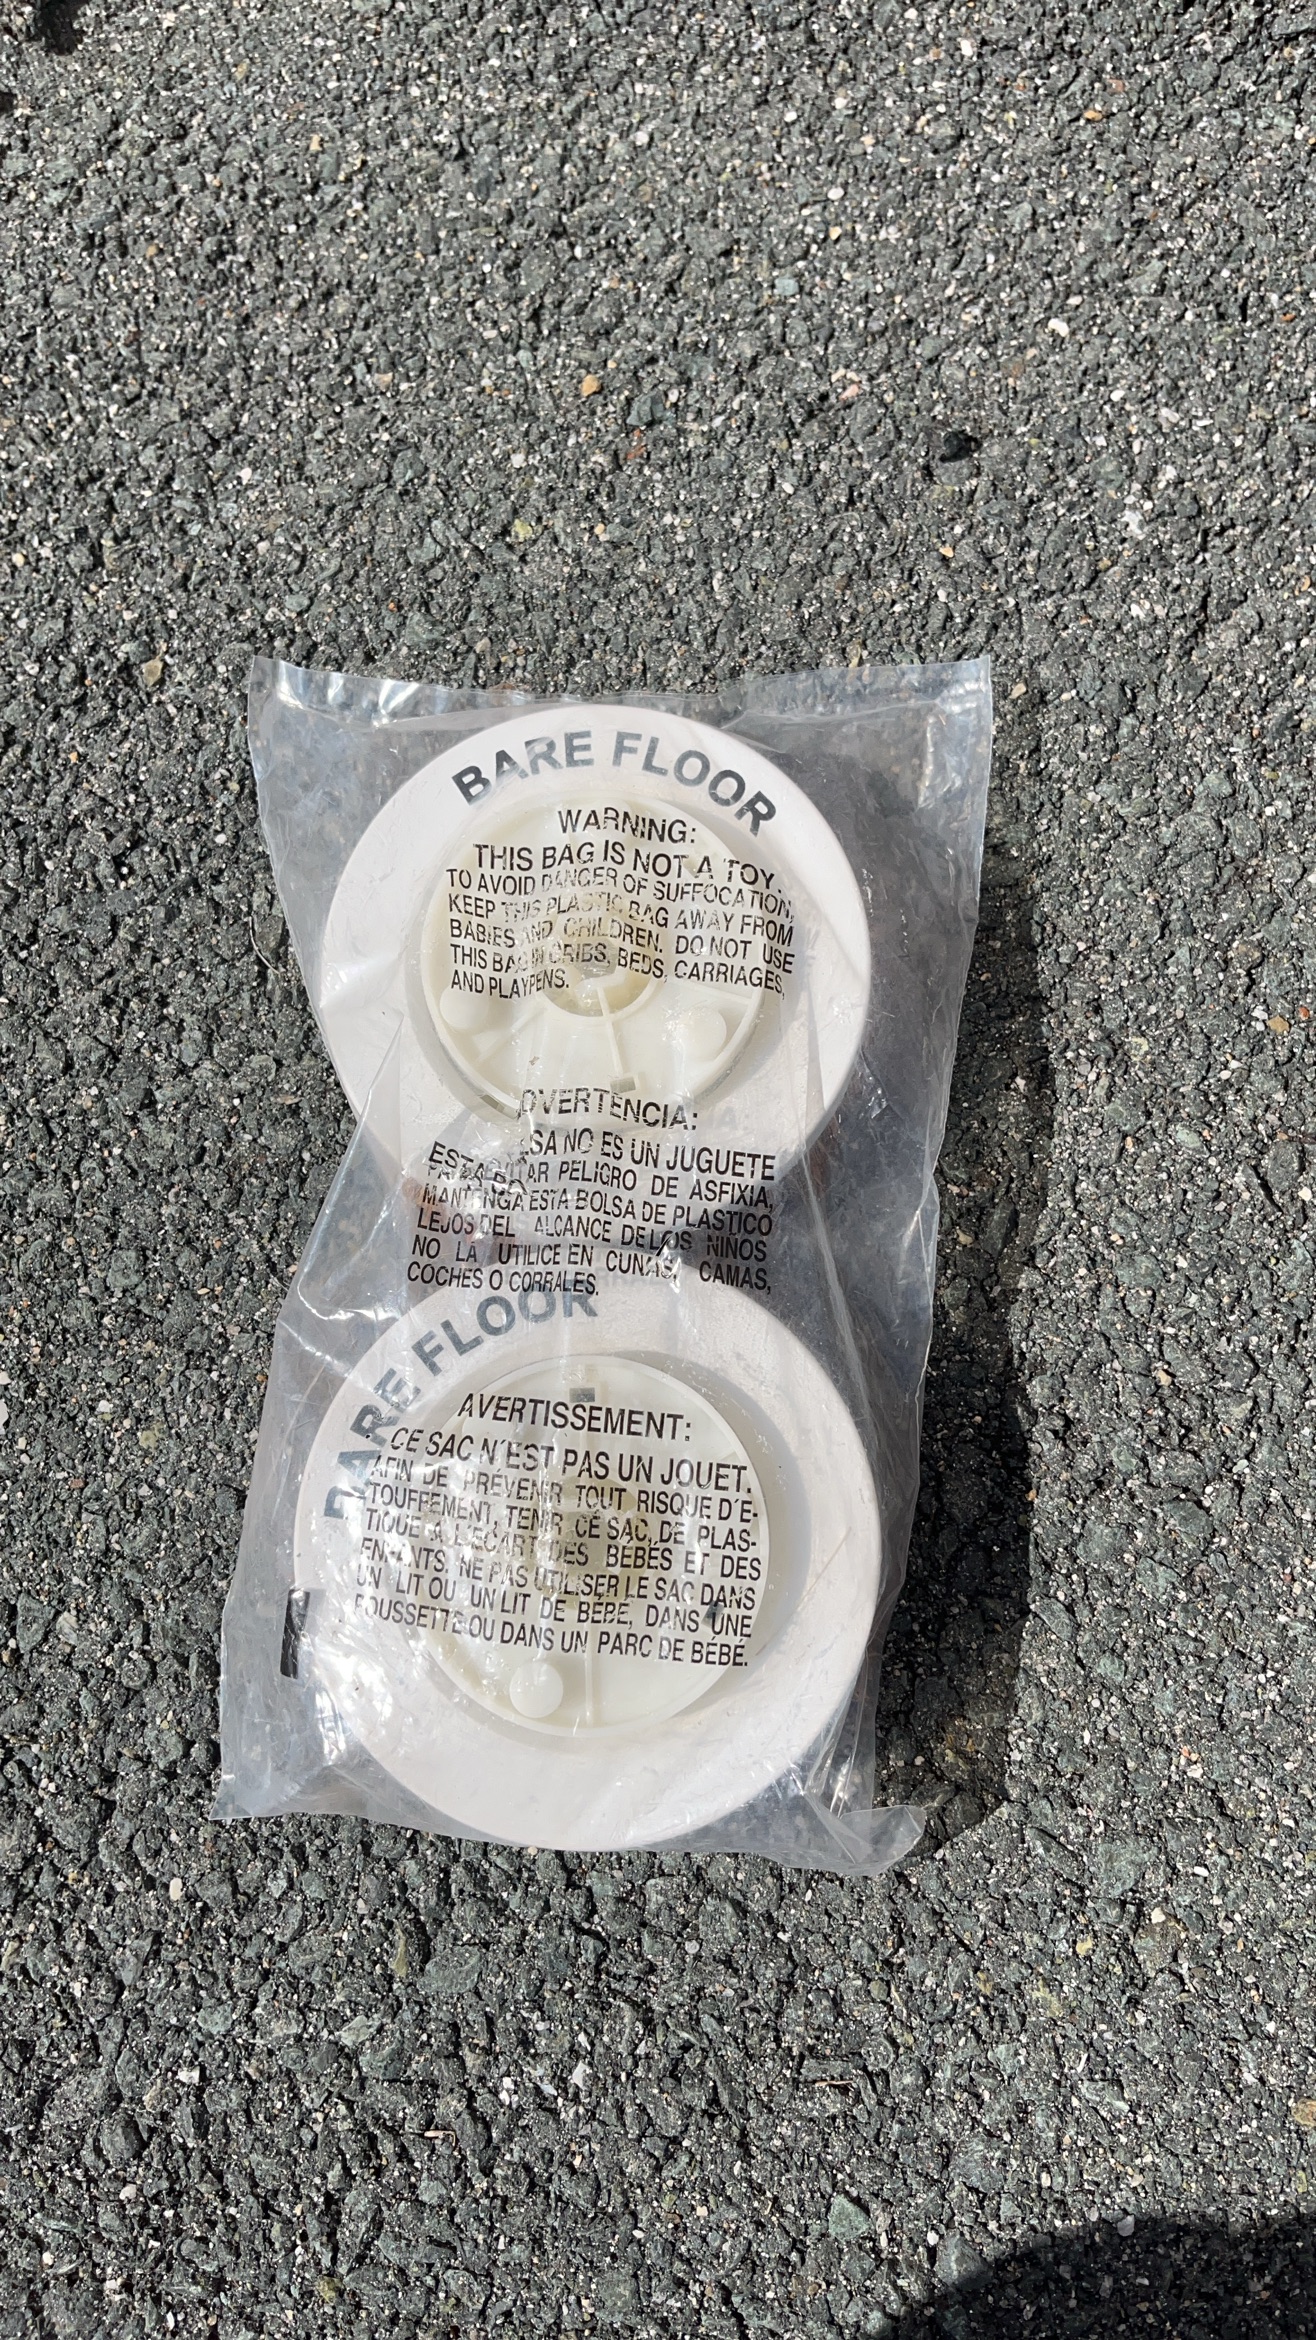 BARE FLOOR
WARNING:
THIS BAG IS NOT A TOY.
TO AVOID DANGER OF SUFFOCATION,
KEEP THIS PLASTIC BAG AWAY FROM
BABIES AND CHILDREN. DO NOT USE
THIS BAG IN CRIBS, BEDS, CARRIAGES,
AND PLAYPENS.
SA NO ES UN JUGUETE
PELIGRO DE ASFIXIA,
MANTENGA ESTA BOLSA DE PLASTICO
LEJOS DEL ALCANCE DE LOS NIÑOS
NO LA UTILICE EN CUNAS, CAMAS,
COCHES O CORRALES.
BARE FLOOR
AVERTISSEMENT:
CE SAC N'EST PAS UN JOUET.
AFIN DE PRÉVENIR TOUT RISQUE D'É-
TOUFFEMENT, TENIR CE SAC, DE PLAS-
TIQUE À L'ÉCART DES BÉBÉS ET DES
ENFANTS. NE PAS UTILISER LE SAC DANS
UN LIT OU UN LIT DE BÉBÉ, DANS UNE
POUSSETTE OU DANS UN PARC DE BÉBÉ.